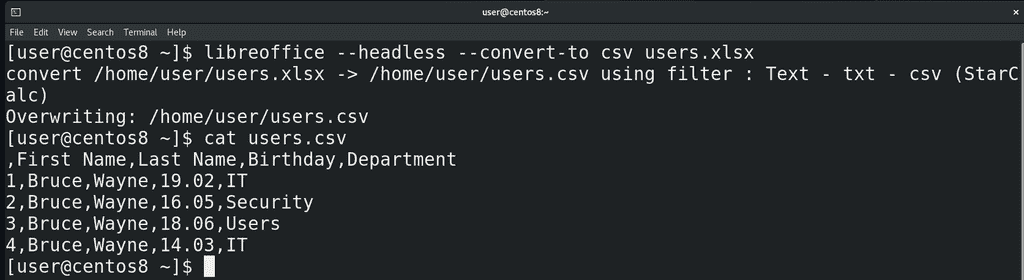 user@centos8:~
File Edit View Search Terminal Help
[user@centos8 ~]$ libreoffice --headless --convert-to csv users.xlsx
convert /home/user/users.xlsx -> /home/user/users.csv using filter : Text - txt - csv (StarC
alc)
Overwriting: /home/user/users.csv
[user@centos8 ~]$ cat users.csv
,First Name,Last Name,Birthday,Department
1,Bruce,Wayne,19.02,IT
2,Bruce,Wayne,16.05,Security
3,Bruce,Wayne,18.06,Users
4,Bruce,Wayne,14.03,IT
[user@centos8 ~]$